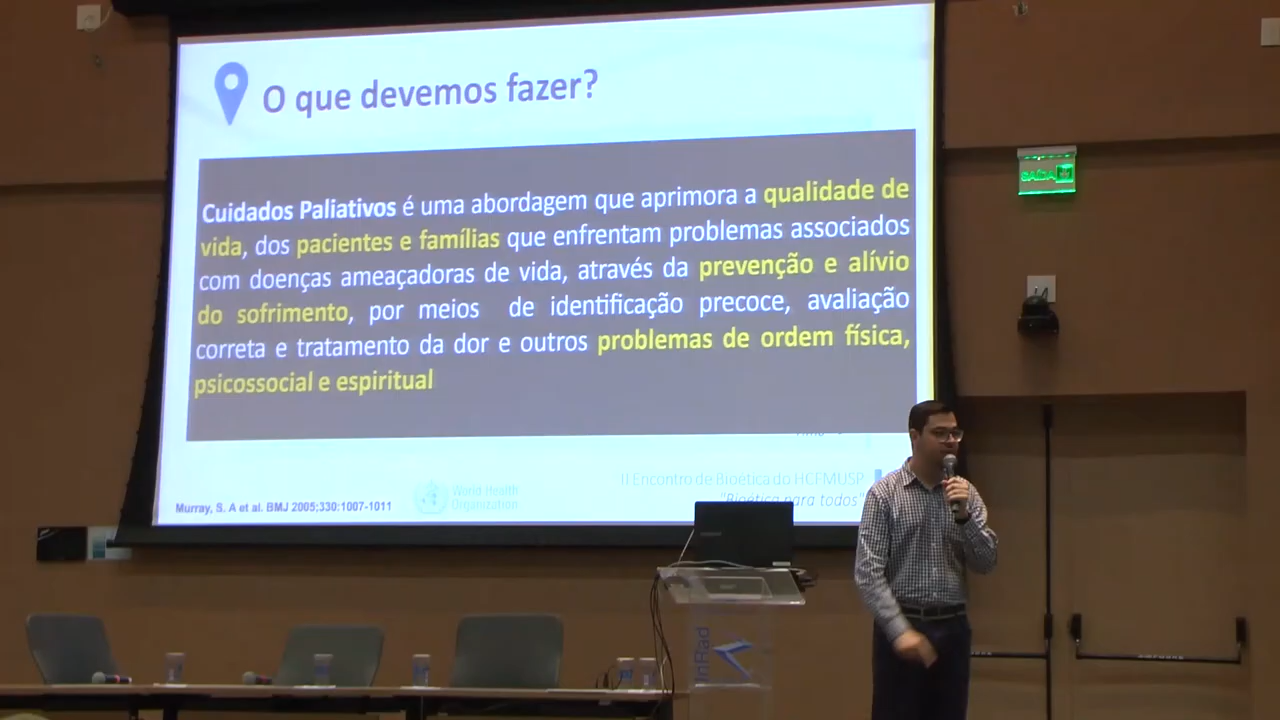 O que devemos fazer?
Cuidados Paliativos é uma abordagem que aprimora a qualidade de
vida, dos pacientes e famílias que enfrentam problemas associados
com doenças ameaçadoras de vida, através da prevenção e alívio
do sofrimento, por meios de identificação precoce, avaliação
correta e tratamento da dor e outros problemas de ordem física,
psicossocial e espiritual
II Encontro de Bioética do HCFMUSP
"Bioética para todos"
World Health
Organization
Murray, S. A et al. BMJ 2005;330:1007-1011
SAÍDA
InRad